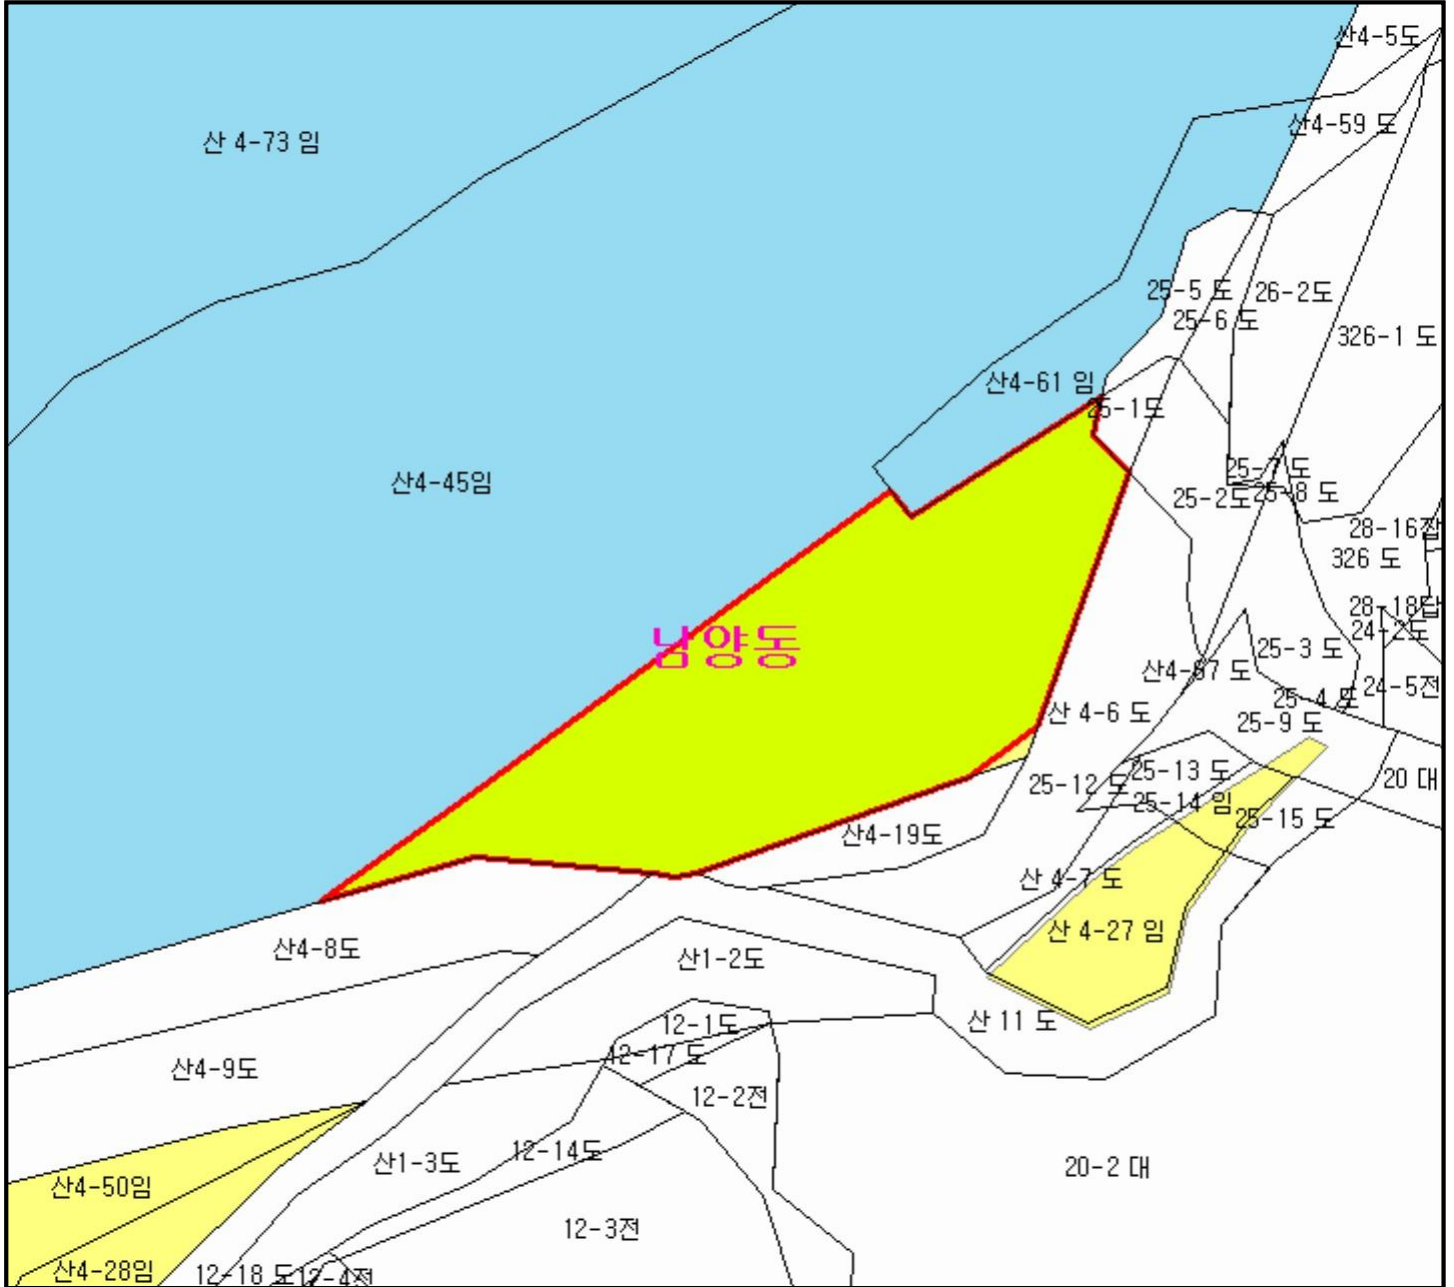 산4-5도
산4-59 도
산 4-73 임
25-5 도
26-2도
25-6 도
326-1 도
산4-61 임
25-1도
25-7 도
산4-45임
25-2도
25-8 도
28-16잡
326 도
28-18답
24-2도
남양동
25-3 도
산4-67 도
24-5전
25-4 도
산 4-6 도
25-9 도
25-13 도
20 대
25-12 도
25-14 임
25-15 도
산4-19도
산 4-7 도
산 4-27 임
산4-8도
산1-2도
산 11 도
12-1도
12-17 도
산4-9도
12-2전
12-14도
산1-3도
20-2 대
산4-50임
12-3전
산4-28임
12-18 도
12-4전